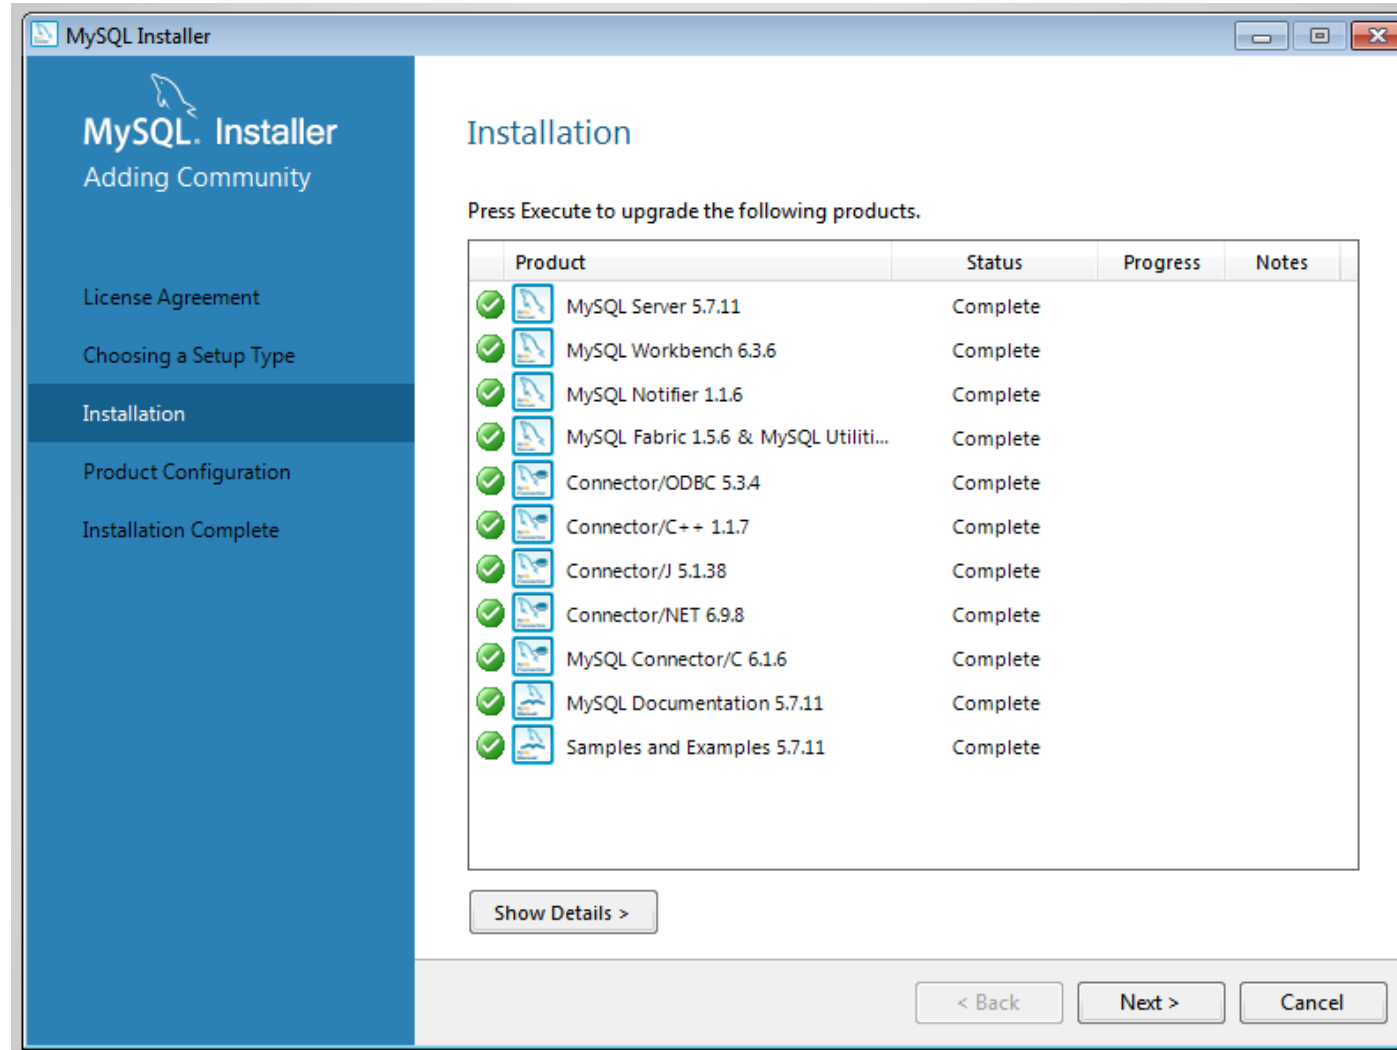 MySQL Installer
MySQL. Installer
Adding Community
License Agreement
Choosing a Setup Type
Installation
Product Configuration
Installation Complete
Installation
Press Execute to upgrade the following products.
Product Status Progress Notes
MySQL Server 5.7.11 Complete
MySQL Workbench 6.3.6 Complete
MySQL Notifier 1.1.6 Complete
MySQL Fabric 1.5.6 & MySQL Utiliti... Complete
Connector/ODBC 5.3.4 Complete
Connector/C++ 1.1.7 Complete
Connector/J 5.1.38 Complete
Connector/NET 6.9.8 Complete
MySQL Connector/C 6.1.6 Complete
MySQL Documentation 5.7.11 Complete
Samples and Examples 5.7.11 Complete
Show Details >
< Back Next > Cancel